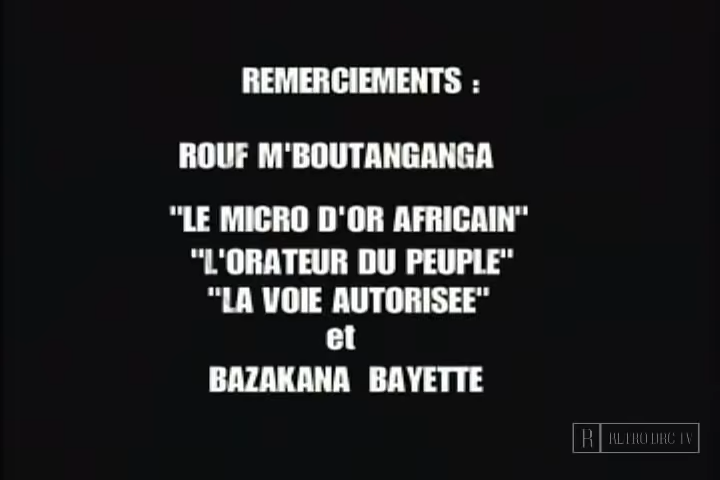 REMERCIEMENTS :
ROUF M'BOUTANGANGA
"LE MICRO D'OR AFRICAIN"
"L'ORATEUR DU PEUPLE"
"LA VOIE AUTORISEE"
et
BAZAKANA BAYETTE
R RETRO DRC TV